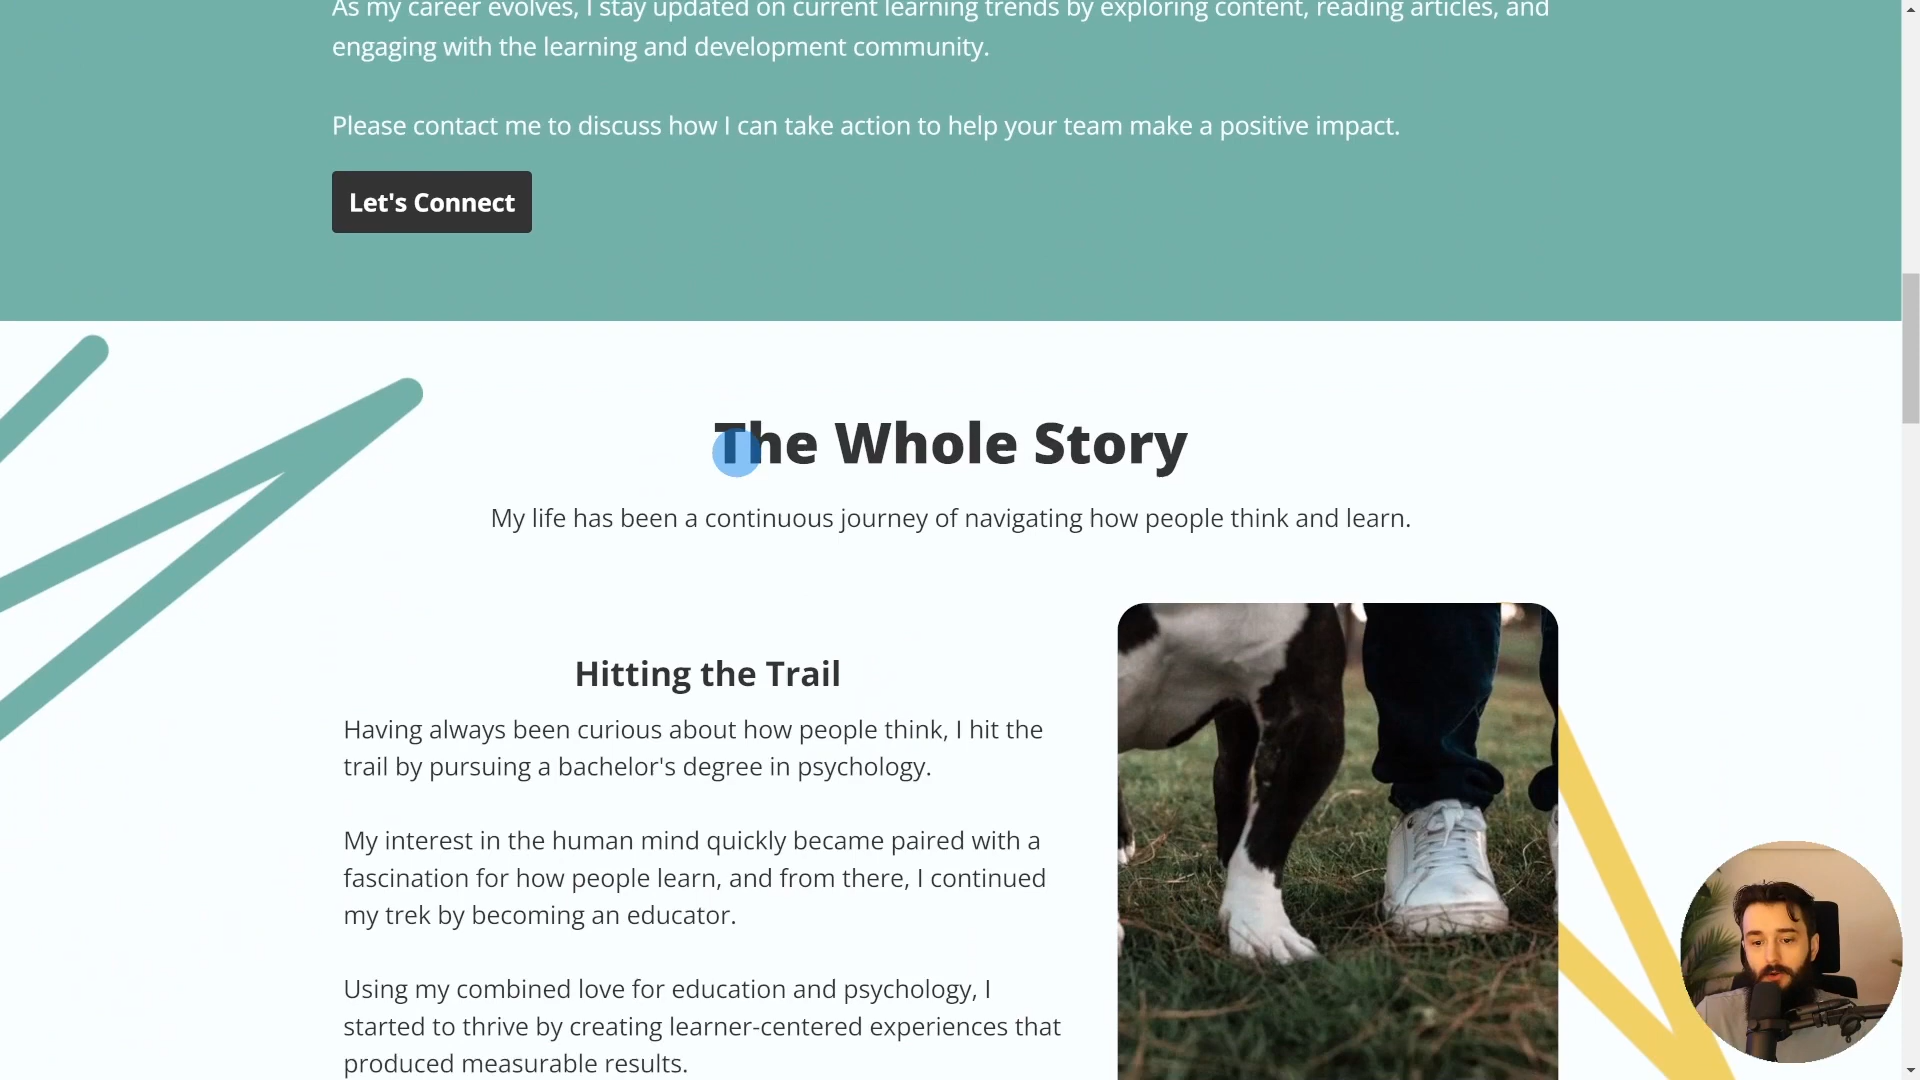 As my career evolves, I stay updated on current learning trends by exploring content, reading articles, and
engaging with the learning and development community.
Please contact me to discuss how I can take action to help your team make a positive impact.
Let's Connect
The Whole Story
My life has been a continuous journey of navigating how people think and learn.
Hitting the Trail
Having always been curious about how people think, I hit the
trail by pursuing a bachelor's degree in psychology.
My interest in the human mind quickly became paired with a
fascination for how people learn, and from there, I continued
my trek by becoming an educator.
Using my combined love for education and psychology, I
started to thrive by creating learner-centered experiences that
produced measurable results.